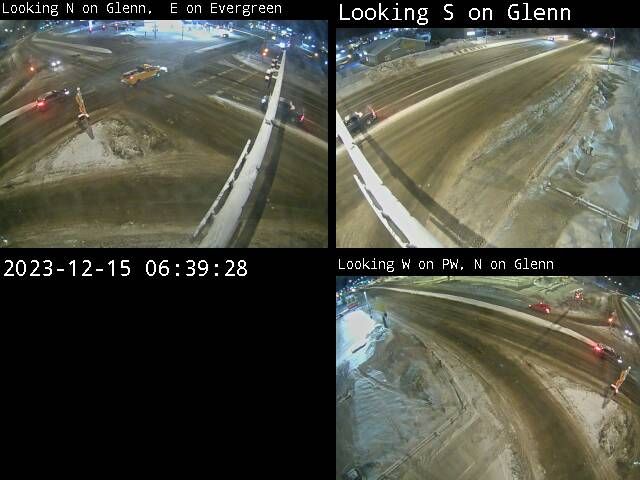 Looking N on Glenn,  E on Evergreen
Looking S on Glenn
2023-12-15 06:39:28
Looking W on PW, N on Glenn